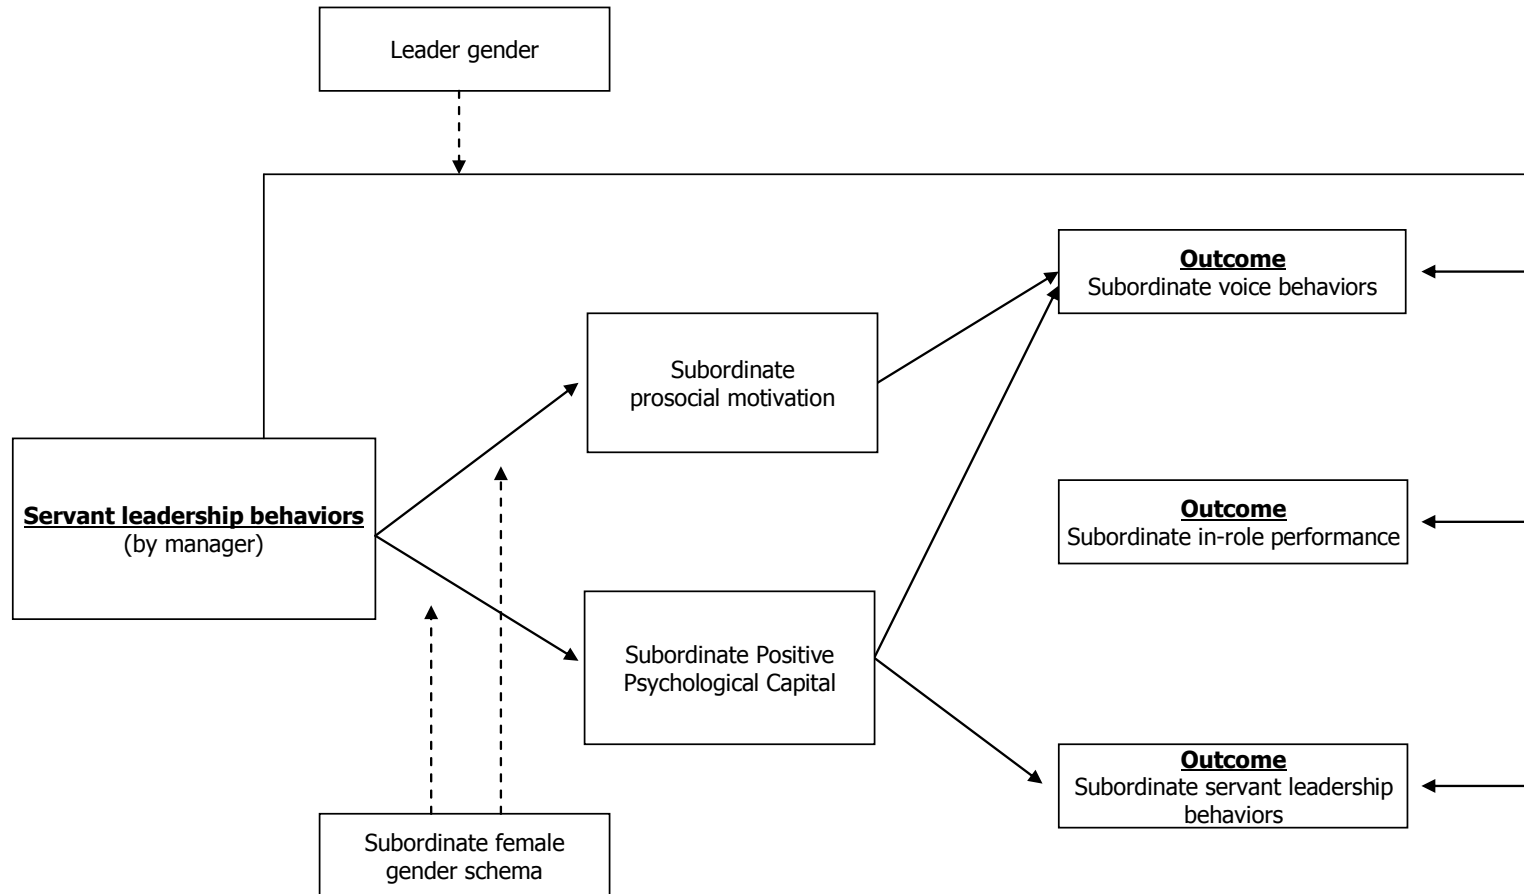 Leader gender
Outcome
Subordinate voice behaviors
Subordinate
prosocial motivation
Servant leadership behaviors
(by manager)
Outcome
Subordinate in-role performance
Subordinate Positive
Psychological Capital
Outcome
Subordinate servant leadership
behaviors
Subordinate female
gender schema